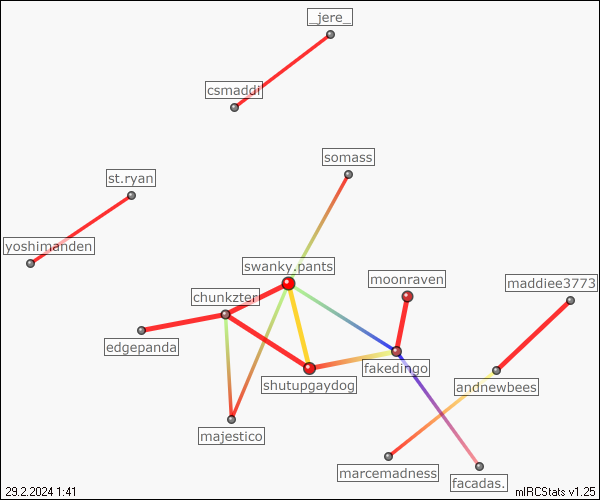 _jere_
csmaddi
somass
st.ryan
yoshimanden
swanky.pants
moonraven
maddiee3773
chunkzter
edgepanda
shutupgaydog
fakedingo
andnewbees
majestico
marcemadness
facadas.
29.2.2024 1:41
mIRCStats v1.25